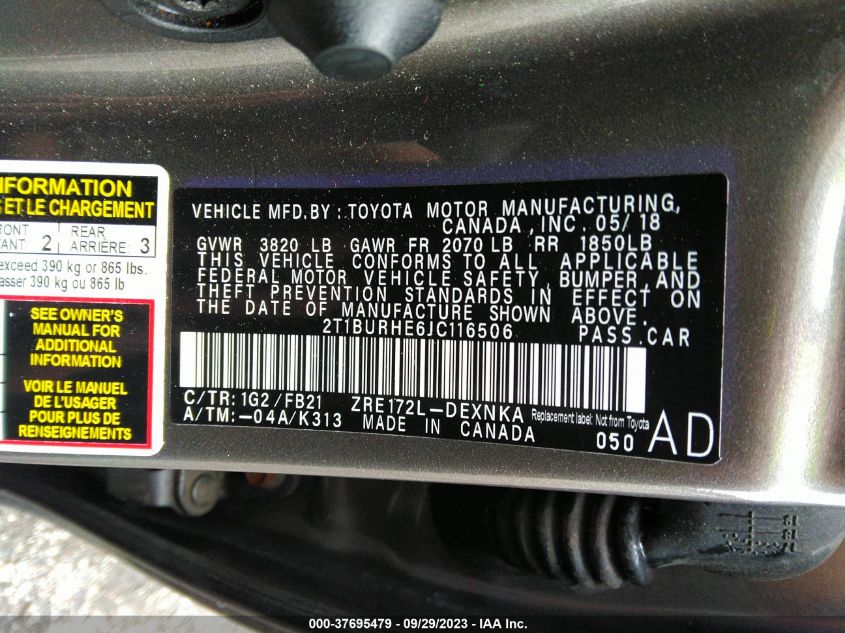 NFORMATION
ET LE CHARGEMENT
REAR
2 ARRIÈRE 3
exceed 390 kg or 865 lbs.
asser 390 kg ou 865 lb
SEE OWNER'S
MANUAL FOR
ADDITIONAL
INFORMATION
VOIR LE MANUEL
DE L'USAGER
POUR PLUS DE
RENSEIGNEMENTS
VEHICLE MFD.BY: TOYOTA MOTOR MANUFACTURING,
CANADA, INC. 05/18
GVWR 3820 LB GAWR FR 2070 LB RR 1850LB
THIS VEHICLE CONFORMS TO ALL APPLICABLE
FEDERAL MOTOR VEHICLE SAFETY, BUMPER, AND
THEFT PREVENTION STANDARDS IN EFFECT ON
THE DATE OF MANUFACTURE SHOWN ABOVE.
2T1BURHE6JC116506 PASS.CAR
C/TR: 1G2 /FB21 ZRE172L-DEXNKA Replacement label: Not from Toyota
A/TM:-04A/K313 MADE IN CANADA 050 AD
000-37695479 - 09/29/2023 - IAA Inc.